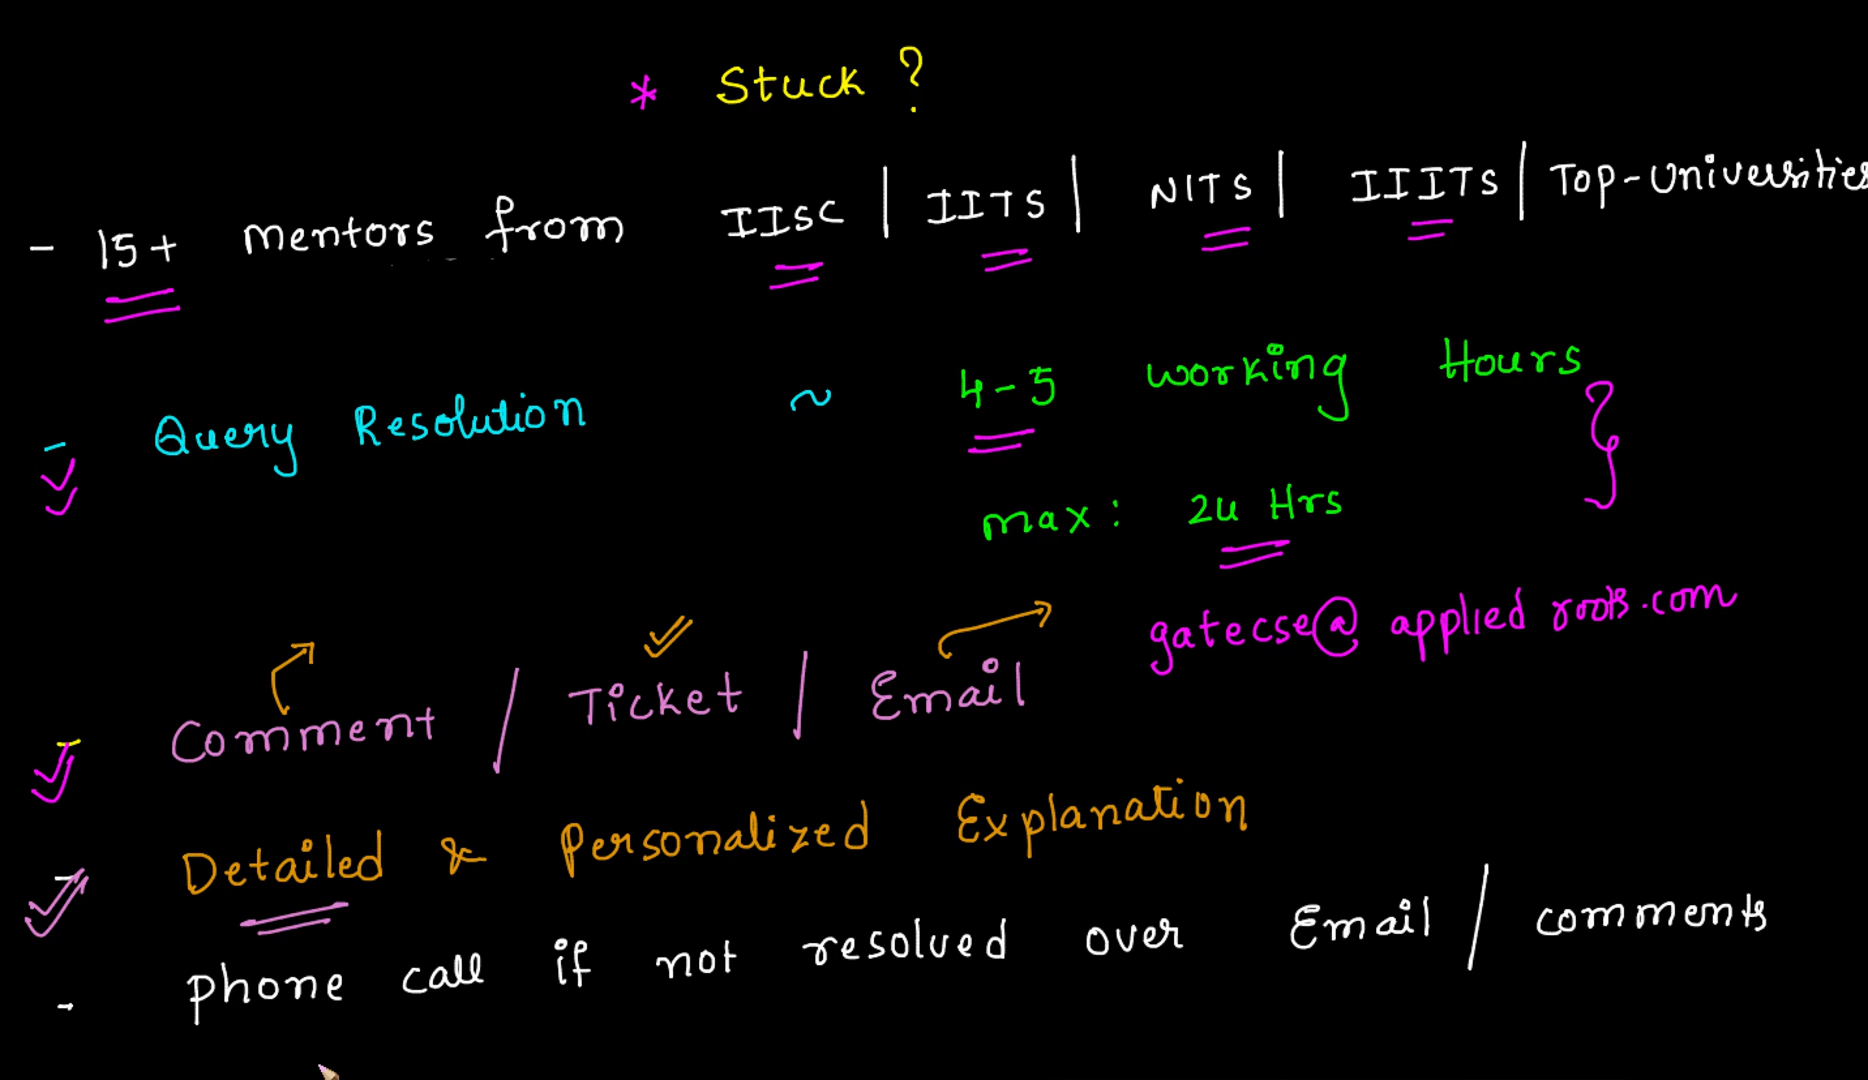 * Stuck ?
- 15+ mentors from IISC | IITS | NITS | IIITS | Top-Universities
- Query Resolution ~ 4-5 working Hours
max: 24 Hrs
gatecse@appliedroots.com
- Comment / Ticket / Email
- Detailed & Personalized Explanation
- phone call if not resolved over Email / comments